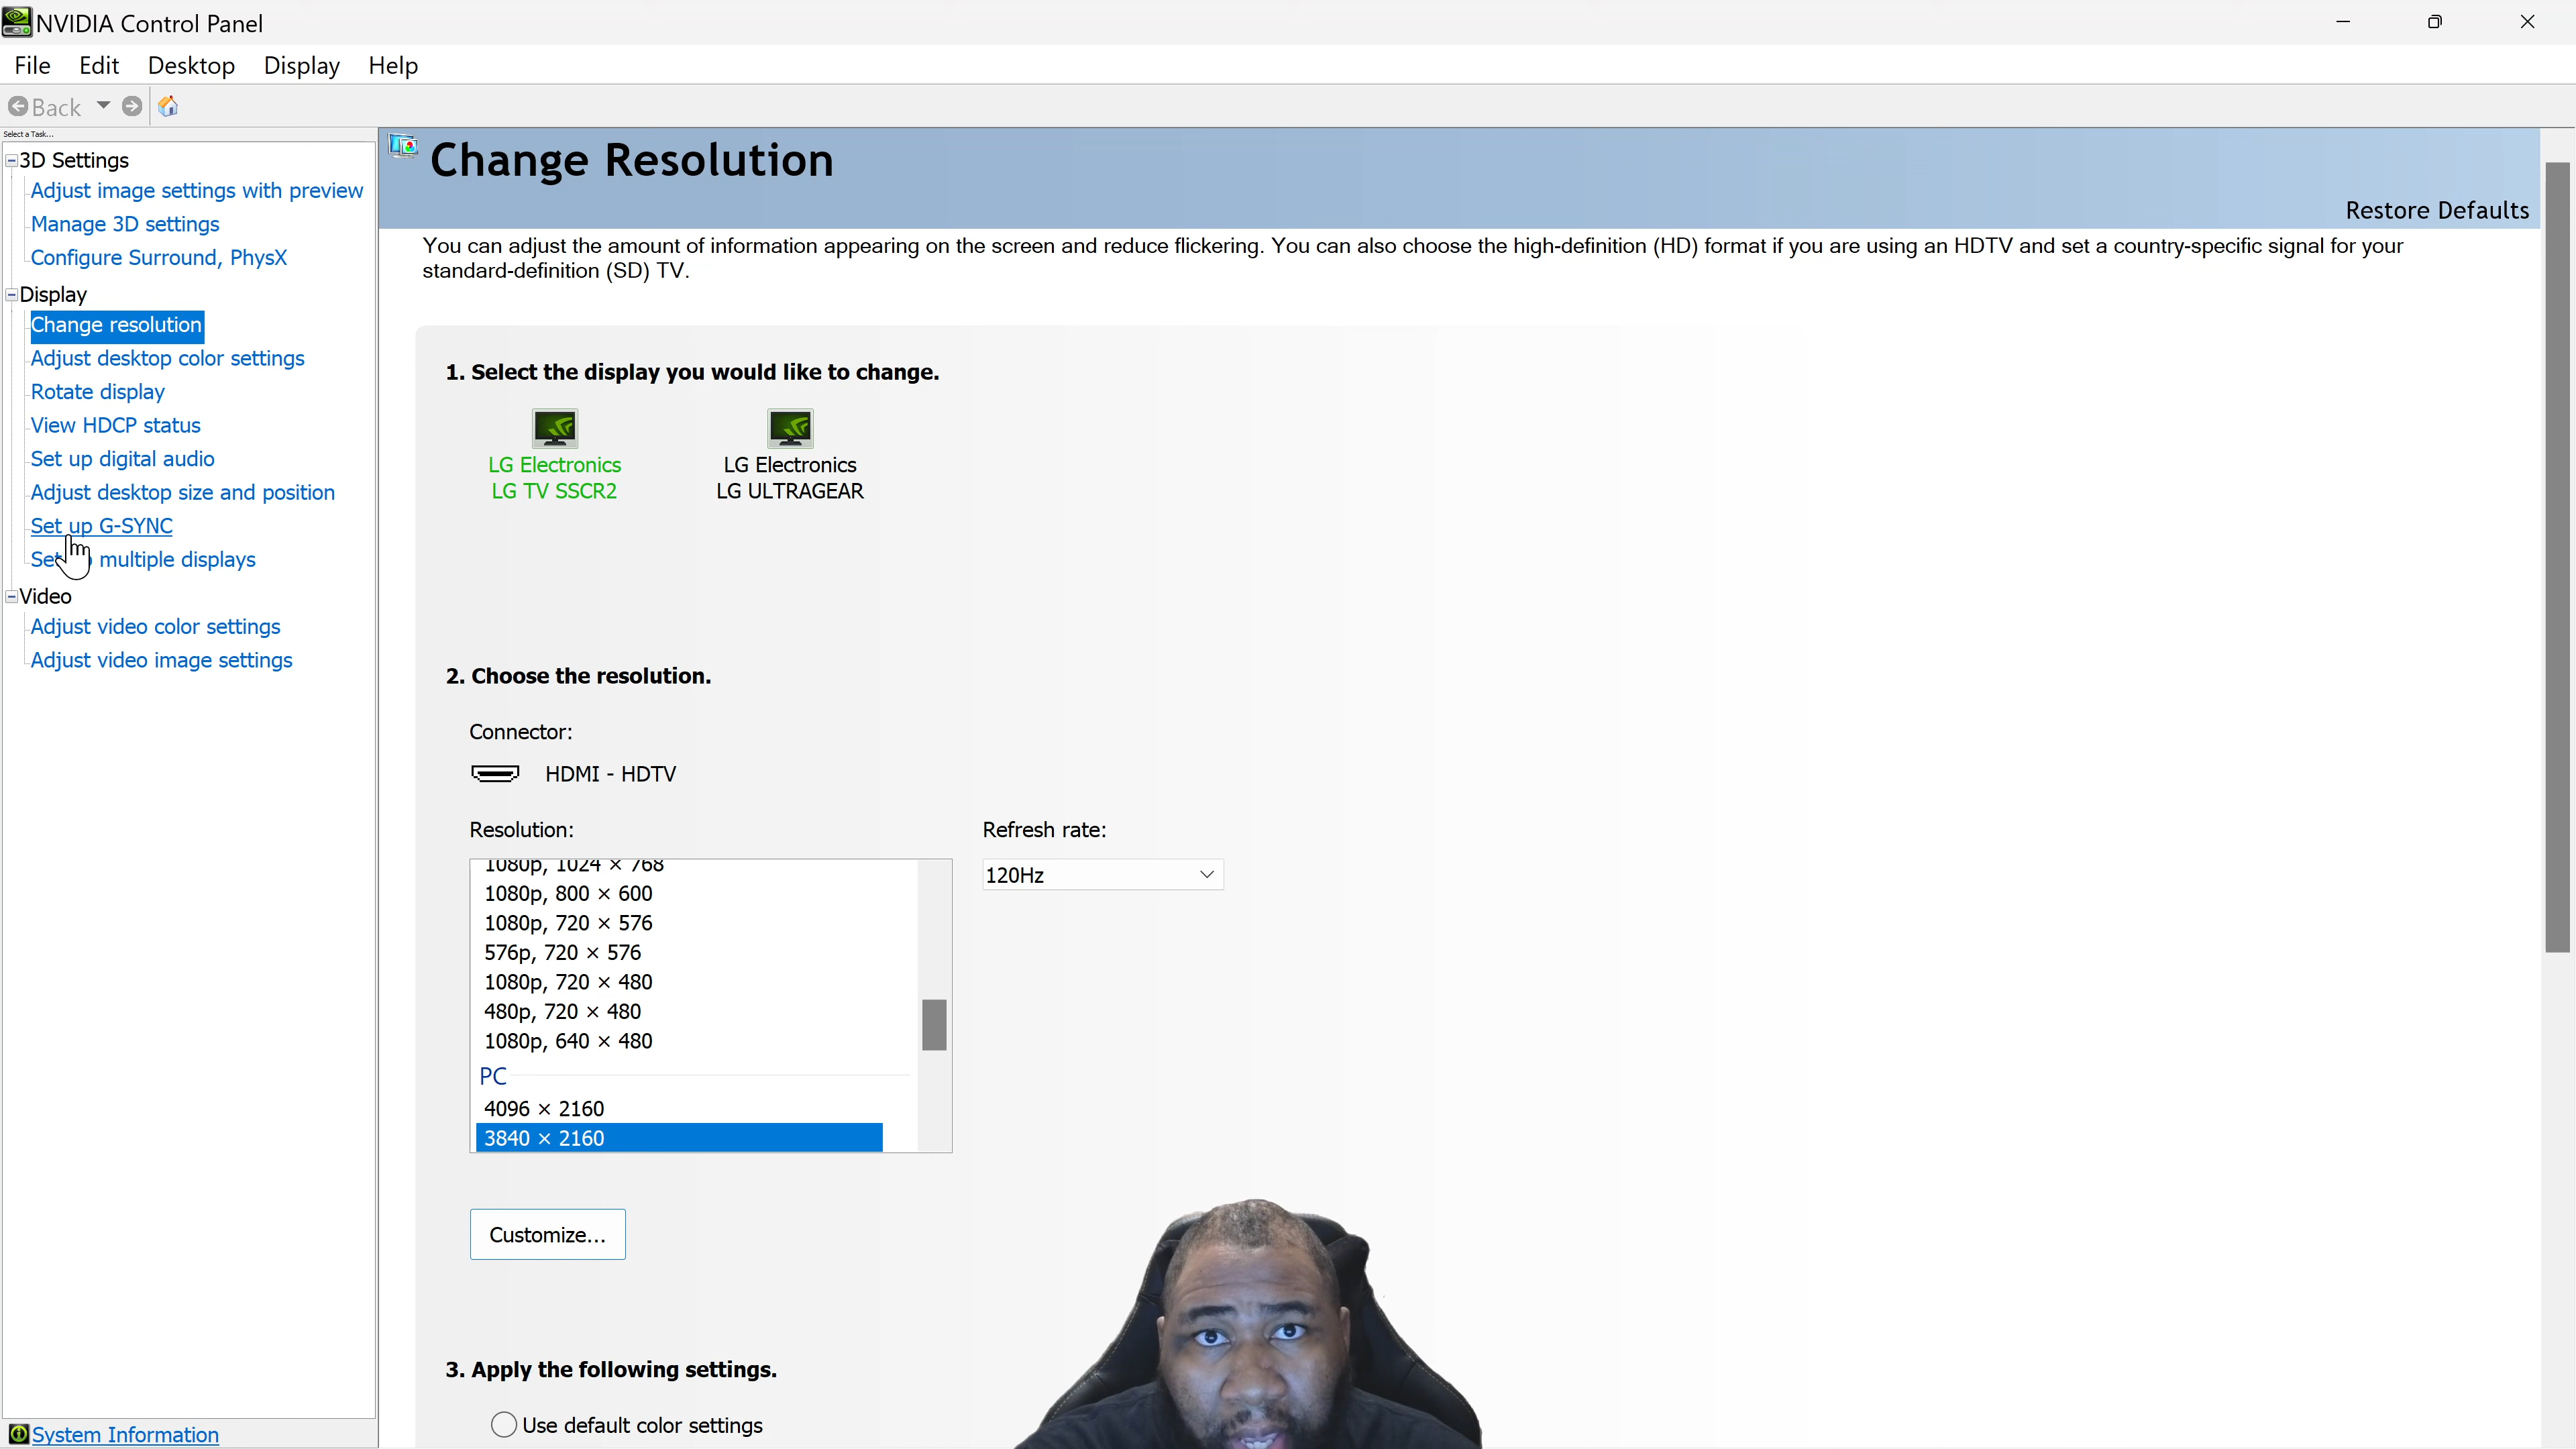 NVIDIA Control Panel
File Edit Desktop Display Help
Back
Select a Task...
3D Settings
Adjust image settings with preview
Manage 3D settings
Configure Surround, PhysX
Display
Change resolution
Adjust desktop color settings
Rotate display
View HDCP status
Set up digital audio
Adjust desktop size and position
Set up G-SYNC
Set multiple displays
Video
Adjust video color settings
Adjust video image settings
System Information
Change Resolution
Restore Defaults
You can adjust the amount of information appearing on the screen and reduce flickering. You can also choose the high-definition (HD) format if you are using an HDTV and set a country-specific signal for your
standard-definition (SD) TV.
1. Select the display you would like to change.
LG Electronics
LG TV SSCR2
LG Electronics
LG ULTRAGEAR
2. Choose the resolution.
Connector:
HDMI - HDTV
Resolution:
1080p, 1024 × 768
1080p, 800 × 600
1080p, 720 × 576
576p, 720 × 576
1080p, 720 × 480
480p, 720 × 480
1080p, 640 × 480
PC
4096 × 2160
3840 × 2160
Refresh rate:
120Hz
Customize...
3. Apply the following settings.
Use default color settings